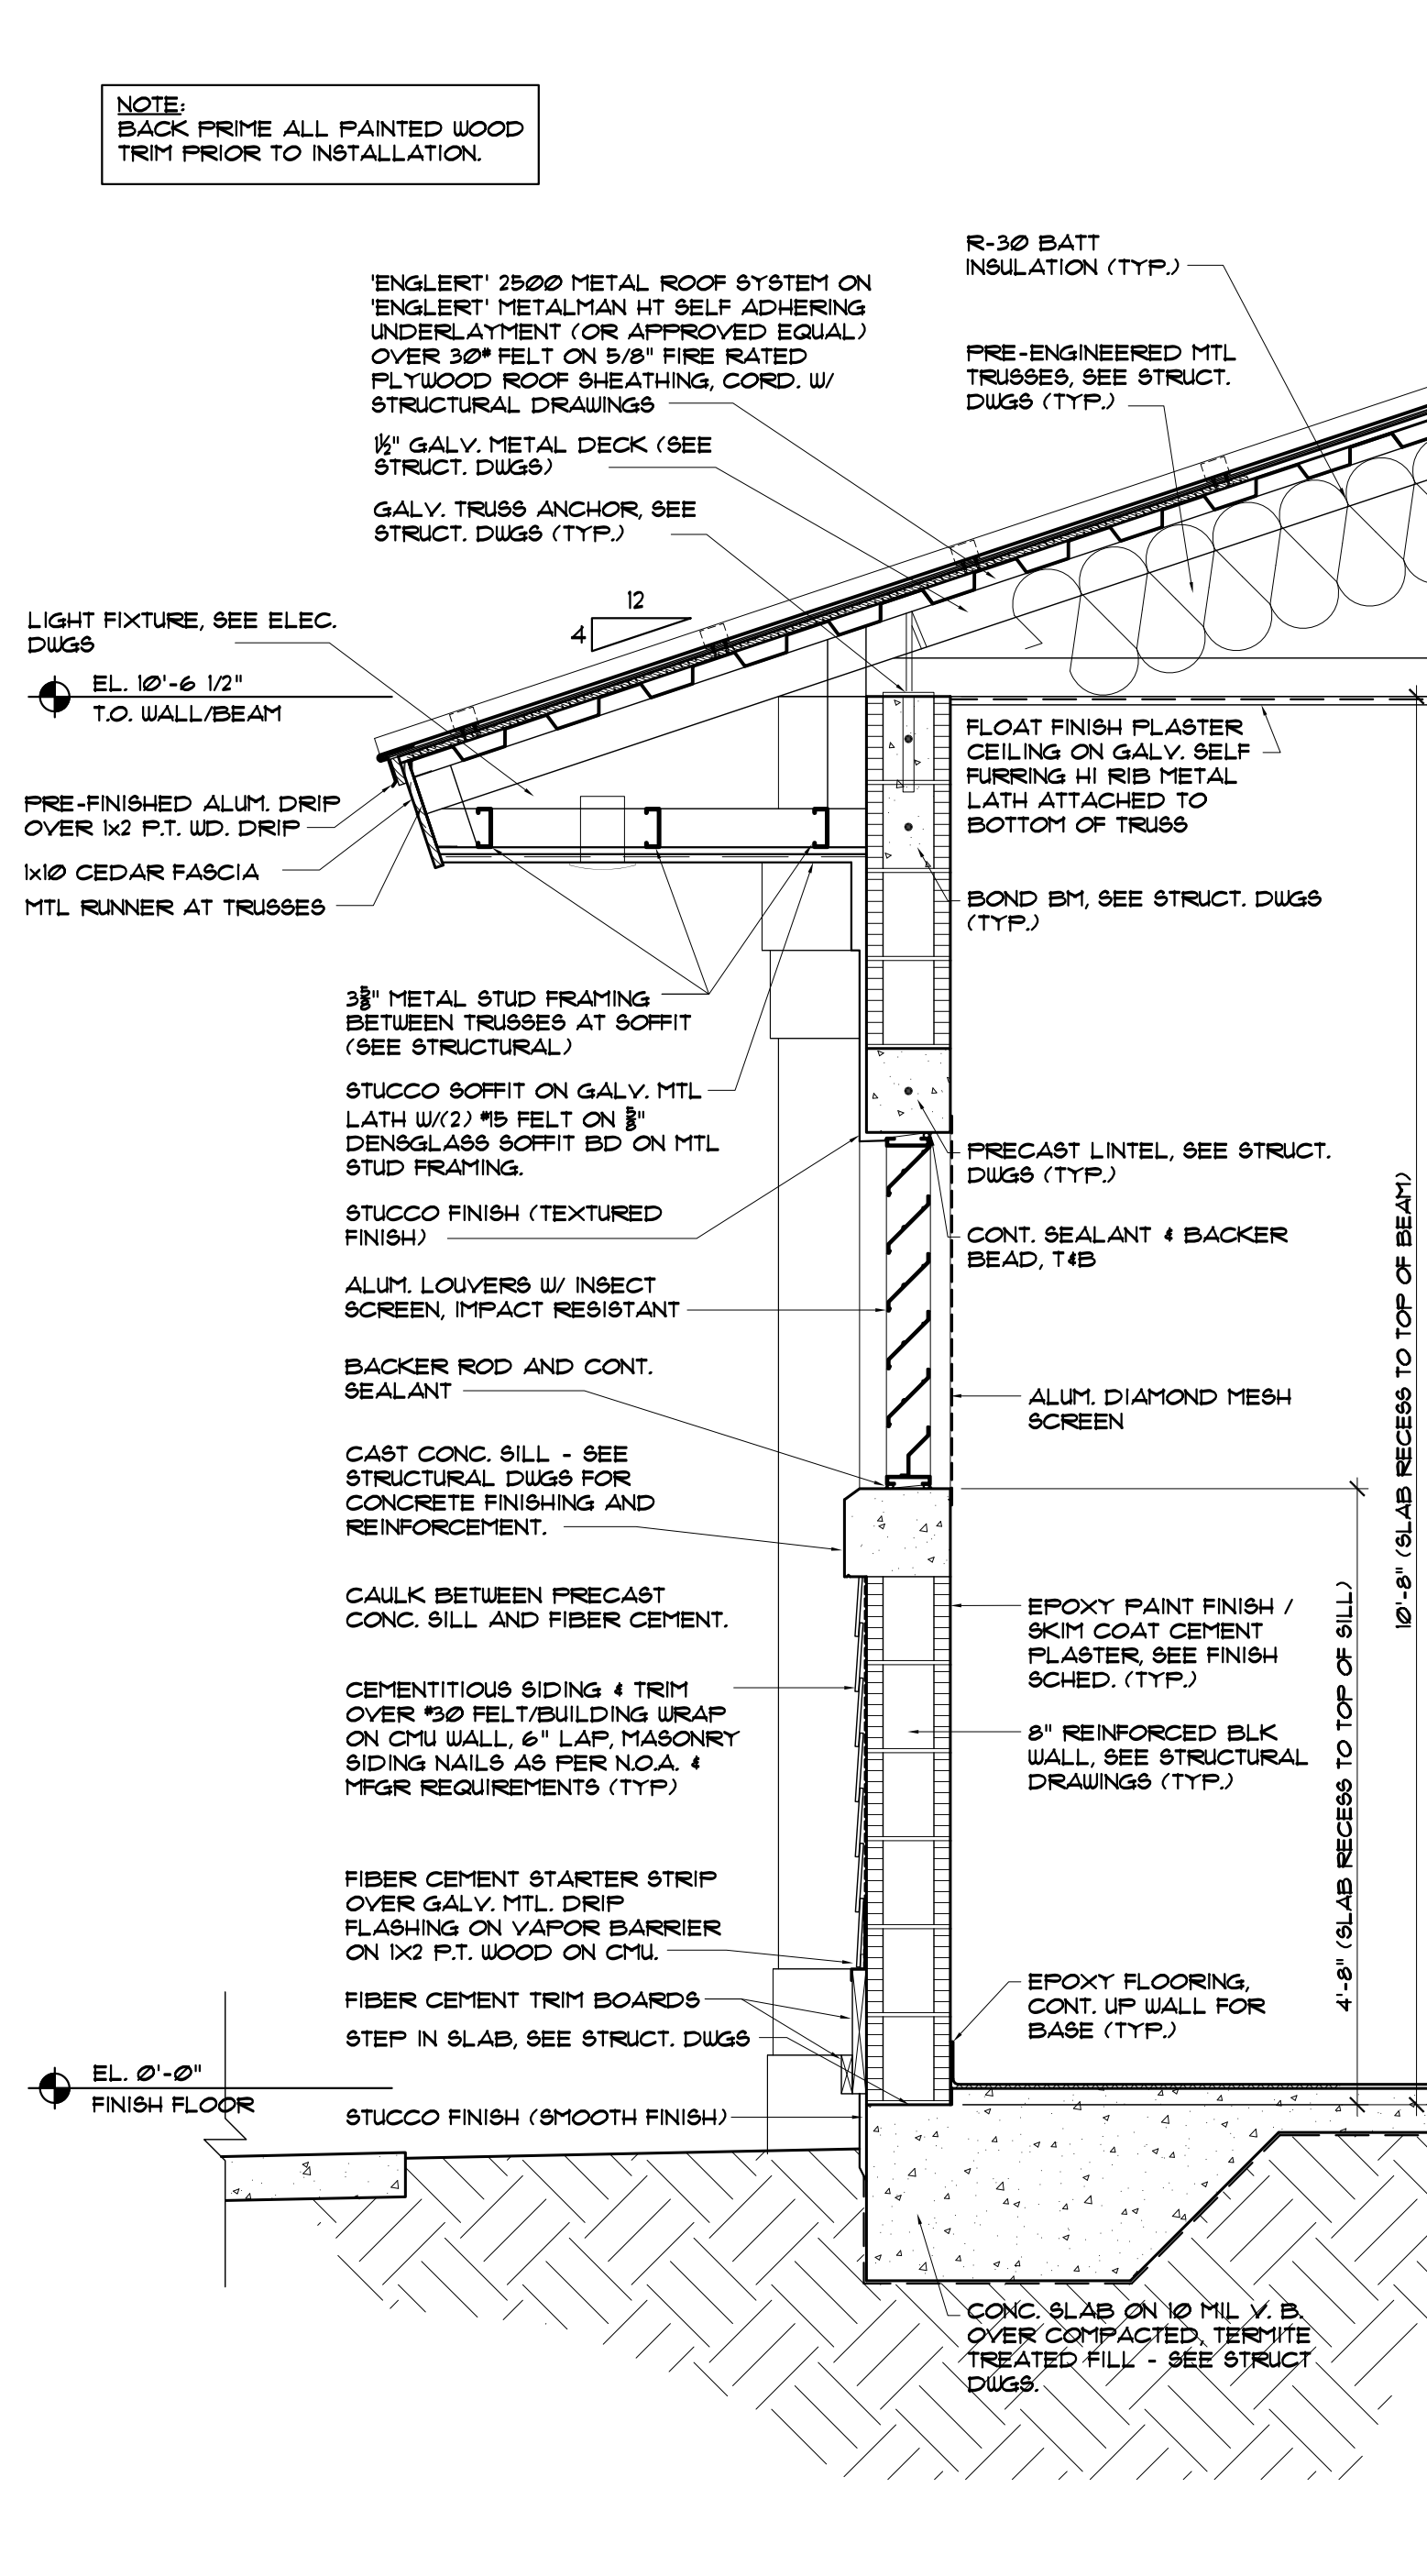 NOTE:
BACK PRIME ALL PAINTED WOOD
TRIM PRIOR TO INSTALLATION.
R-30 BATT
INSULATION (TYP.)
'ENGLERT' 2500 METAL ROOF SYSTEM ON
'ENGLERT' METALMAN HT SELF ADHERING
UNDERLAYMENT (OR APPROVED EQUAL)
OVER 30# FELT ON 5/8" FIRE RATED
PLYWOOD ROOF SHEATHING, CORD. W/
STRUCTURAL DRAWINGS
PRE-ENGINEERED MTL
TRUSSES, SEE STRUCT.
DWGS (TYP.)
1½" GALV. METAL DECK (SEE
STRUCT. DWGS)
GALV. TRUSS ANCHOR, SEE
STRUCT. DWGS (TYP.)
12
4
LIGHT FIXTURE, SEE ELEC.
DWGS
EL. 10'-6 1/2"
T.O. WALL/BEAM
FLOAT FINISH PLASTER
CEILING ON GALV. SELF
FURRING HI RIB METAL
LATH ATTACHED TO
BOTTOM OF TRUSS
PRE-FINISHED ALUM. DRIP
OVER 1x2 P.T. WD. DRIP
1x10 CEDAR FASCIA
MTL RUNNER AT TRUSSES
BOND BM, SEE STRUCT. DWGS
(TYP.)
3⅝" METAL STUD FRAMING
BETWEEN TRUSSES AT SOFFIT
(SEE STRUCTURAL)
STUCCO SOFFIT ON GALV. MTL
LATH W/(2) #15 FELT ON ⅝"
DENSGLASS SOFFIT BD ON MTL
STUD FRAMING.
PRECAST LINTEL, SEE STRUCT.
DWGS (TYP.)
STUCCO FINISH (TEXTURED
FINISH)
CONT. SEALANT & BACKER
BEAD, T&B
ALUM. LOUVERS W/ INSECT
SCREEN, IMPACT RESISTANT
BACKER ROD AND CONT.
SEALANT
ALUM. DIAMOND MESH
SCREEN
10'-8" (SLAB RECESS TO TOP OF BEAM)
CAST CONC. SILL - SEE
STRUCTURAL DWGS FOR
CONCRETE FINISHING AND
REINFORCEMENT.
CAULK BETWEEN PRECAST
CONC. SILL AND FIBER CEMENT.
EPOXY PAINT FINISH /
SKIM COAT CEMENT
PLASTER, SEE FINISH
SCHED. (TYP.)
4'-8" (SLAB RECESS TO TOP OF SILL)
CEMENTITIOUS SIDING & TRIM
OVER #30 FELT/BUILDING WRAP
ON CMU WALL, 6" LAP, MASONRY
SIDING NAILS AS PER N.O.A. &
MFGR REQUIREMENTS (TYP)
8" REINFORCED BLK
WALL, SEE STRUCTURAL
DRAWINGS (TYP.)
FIBER CEMENT STARTER STRIP
OVER GALV. MTL. DRIP
FLASHING ON VAPOR BARRIER
ON 1X2 P.T. WOOD ON CMU.
FIBER CEMENT TRIM BOARDS
STEP IN SLAB, SEE STRUCT. DWGS
EPOXY FLOORING,
CONT. UP WALL FOR
BASE (TYP.)
EL. 0'-0"
FINISH FLOOR
STUCCO FINISH (SMOOTH FINISH)
CONC. SLAB ON 10 MIL V. B.
OVER COMPACTED, TERMITE
TREATED FILL - SEE STRUCT
DWGS.